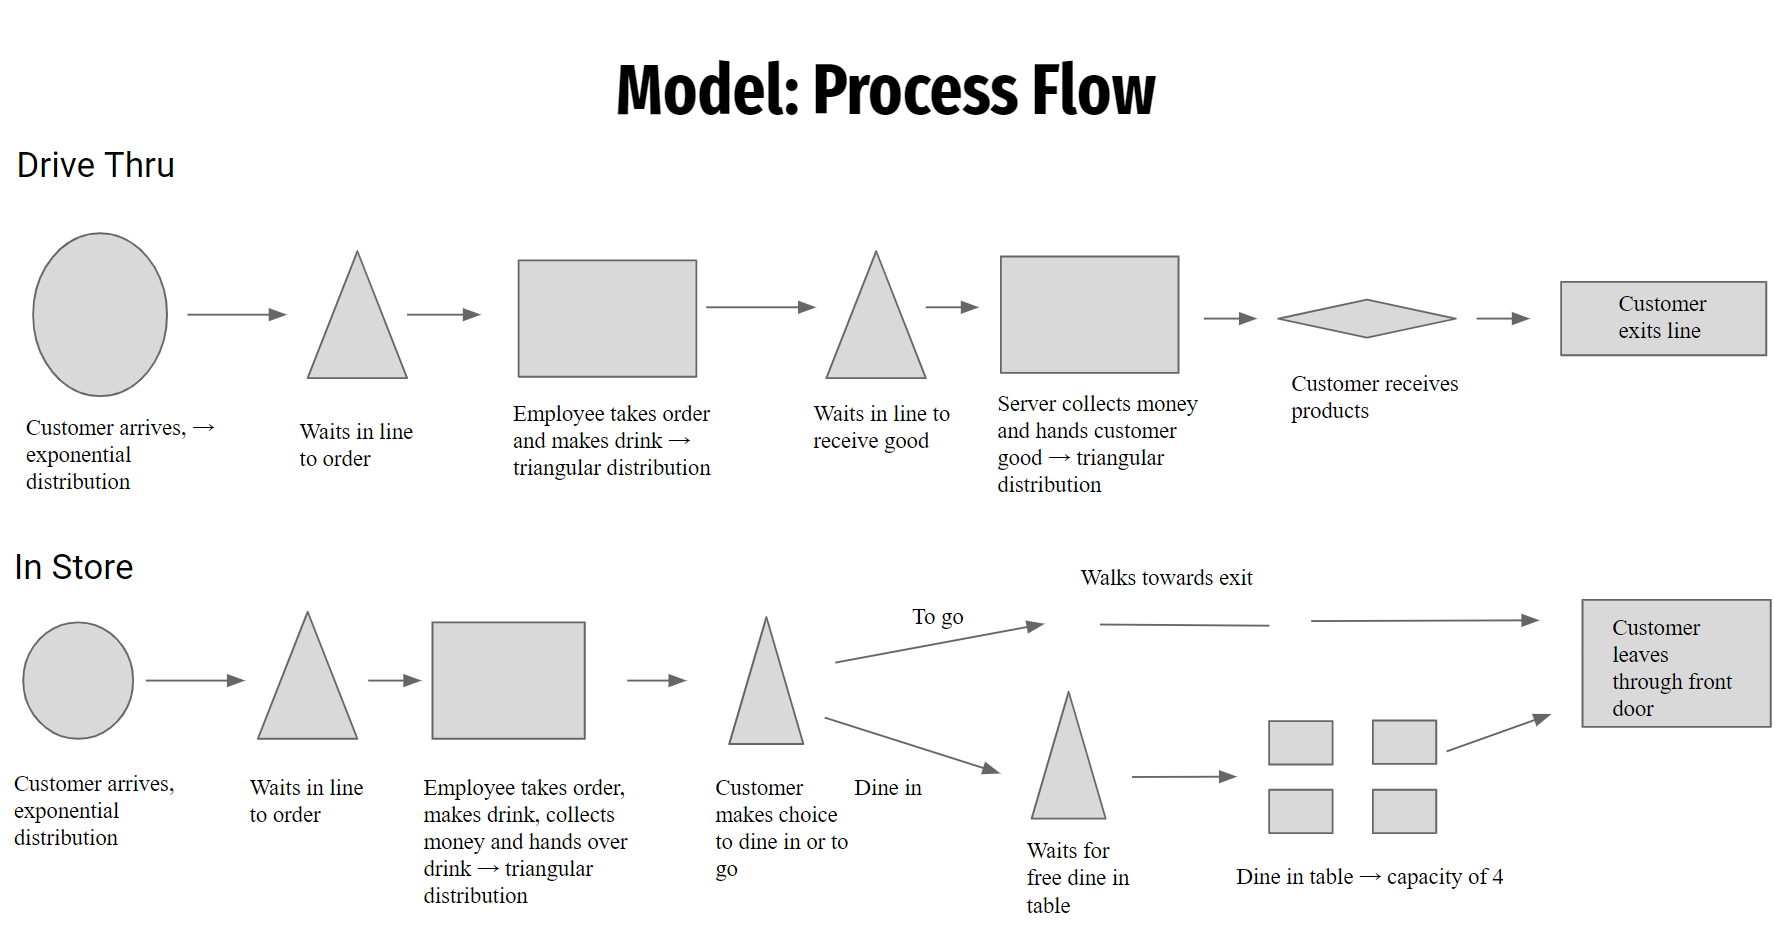 Model: Process Flow
Drive Thru
Customer arrives, →
exponential
distribution
Waits in line
to order
Employee takes order
and makes drink →
triangular distribution
Waits in line to
receive good
Server collects money
and hands customer
good → triangular
distribution
Customer receives
products
Customer
exits line
In Store
Customer arrives,
exponential
distribution
Waits in line
to order
Employee takes order,
makes drink, collects
money and hands over
drink → triangular
distribution
Customer
makes choice
to dine in or to
go
To go
Walks towards exit
Dine in
Waits for
free dine in
table
Dine in table → capacity of 4
Customer
leaves
through front
door